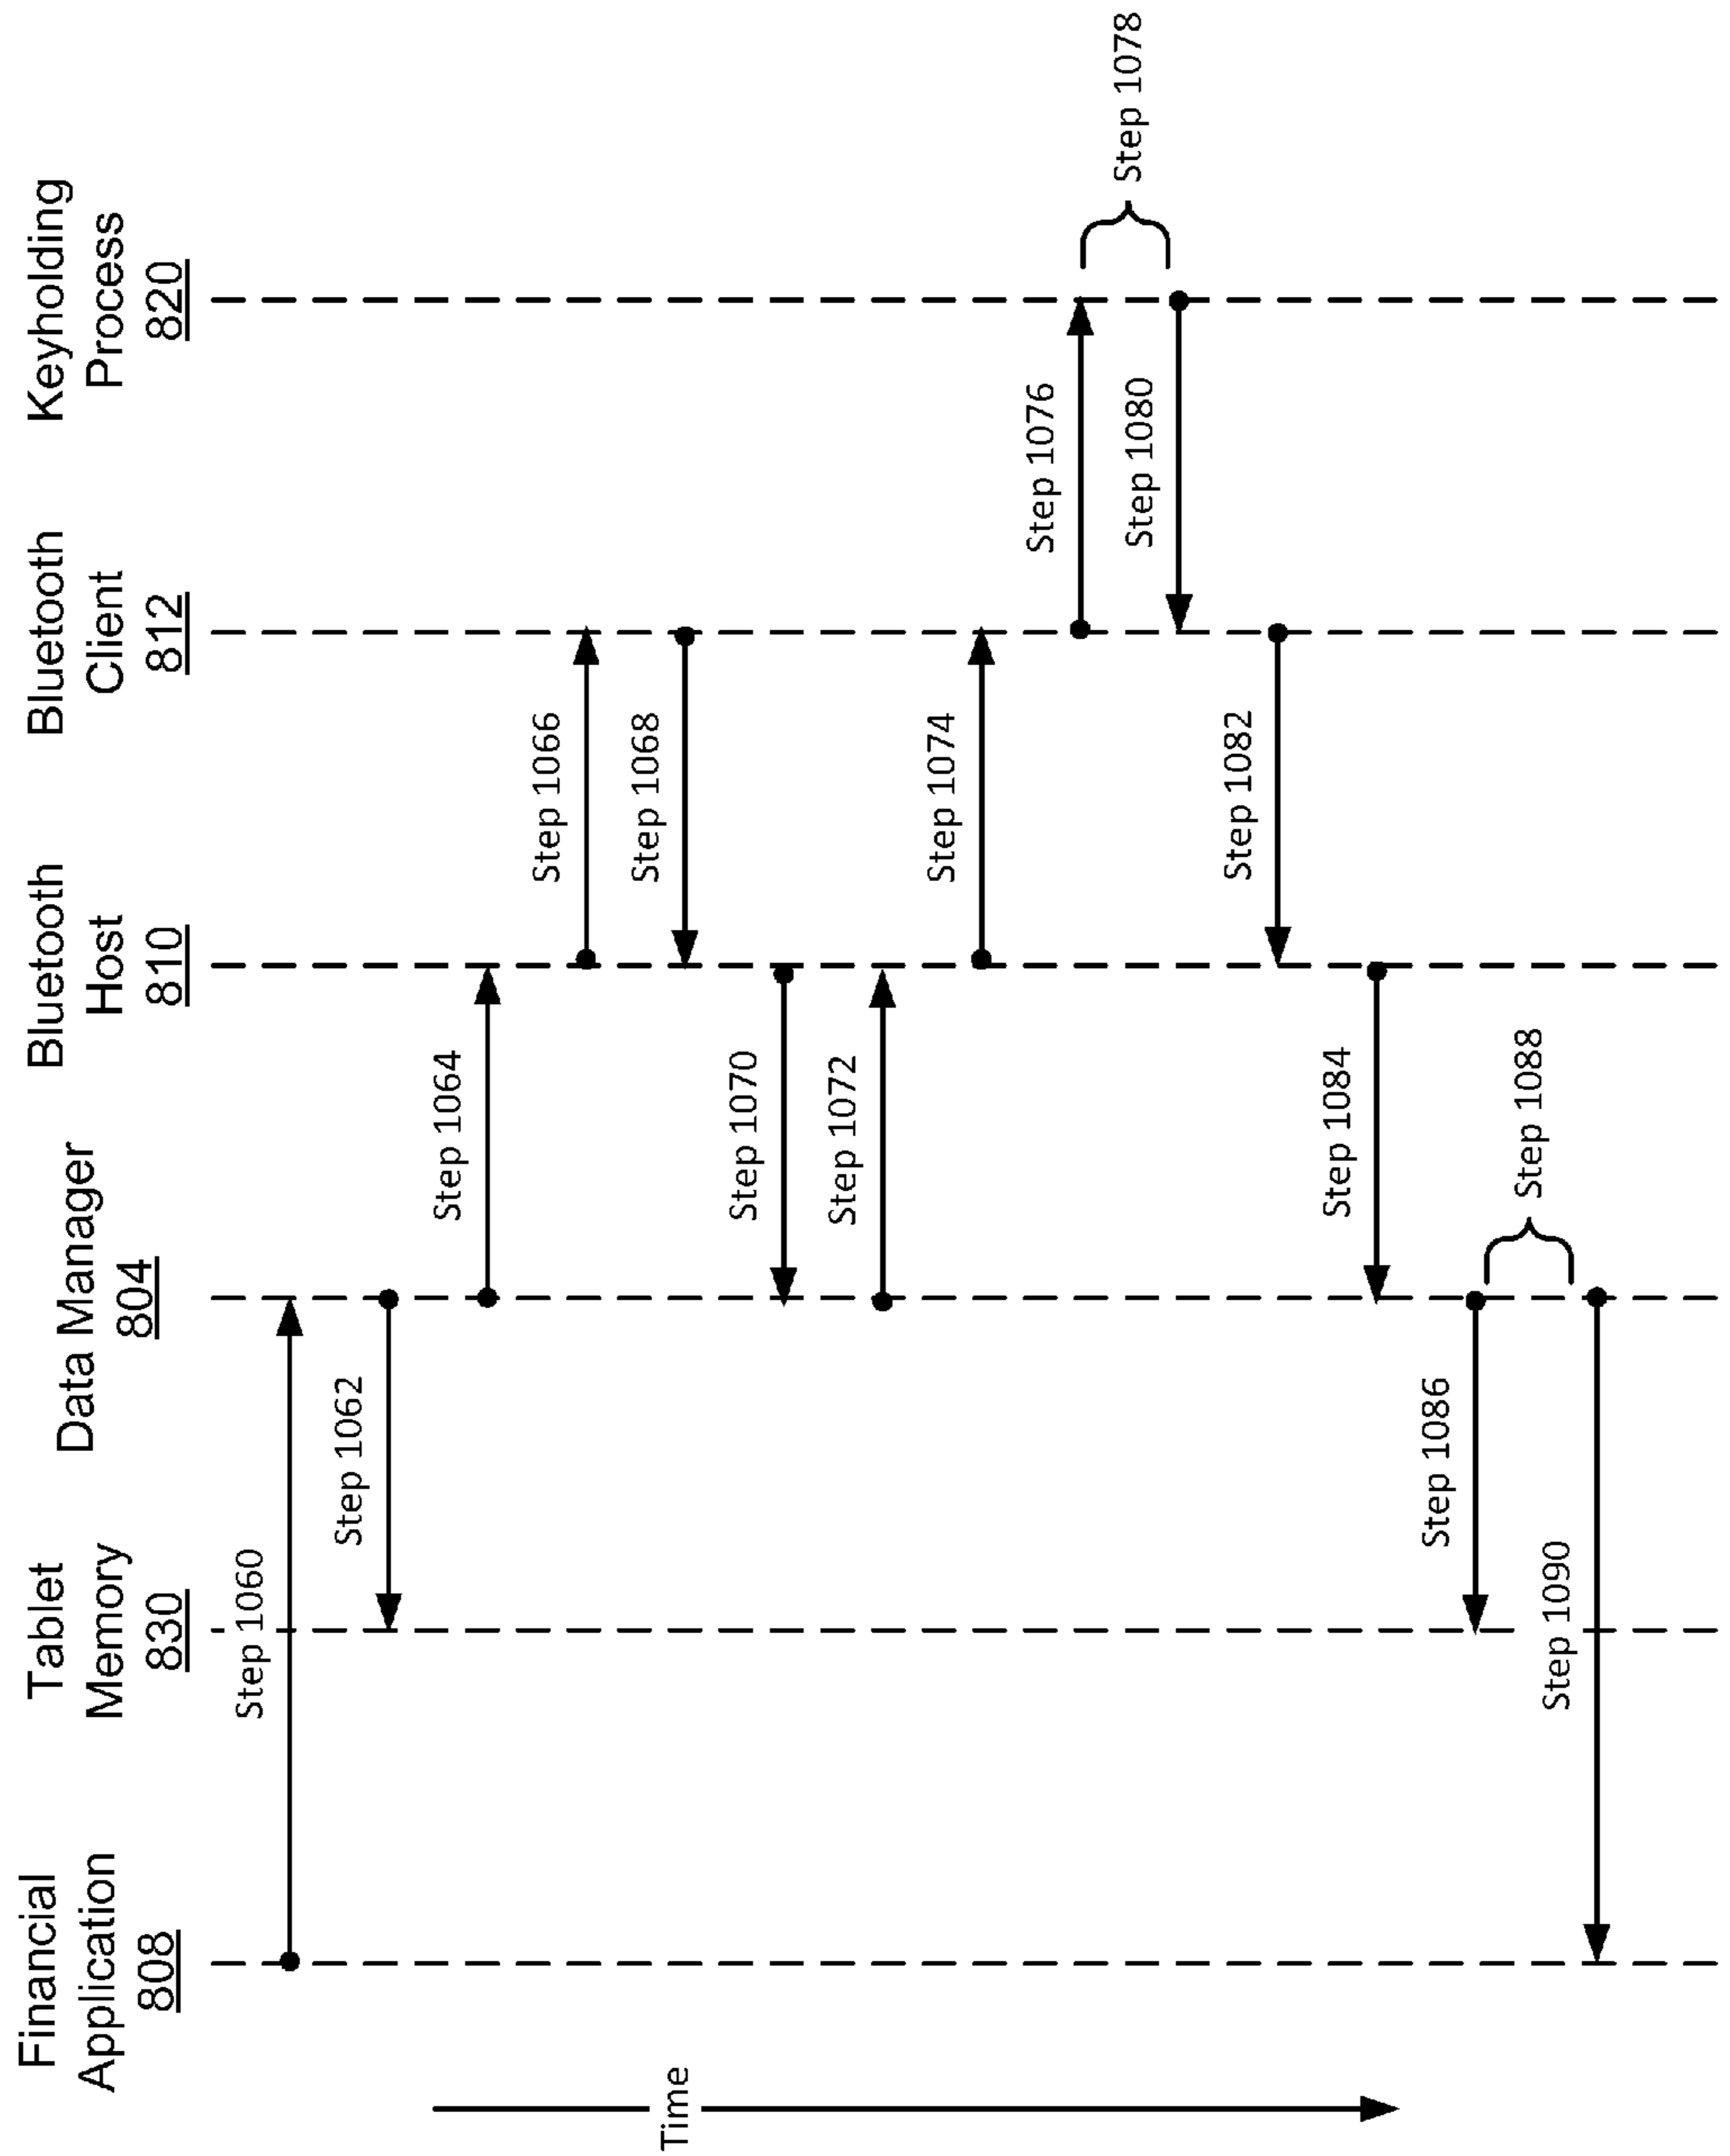 Financial
Application
808
Tablet
Memory
830
Data Manager
804
Bluetooth
Host
810
Bluetooth
Client
812
Keyholding
Process
820
Time
Step 1060
Step 1062
Step 1064
Step 1066
Step 1068
Step 1070
Step 1072
Step 1074
Step 1076
Step 1078
Step 1080
Step 1082
Step 1084
Step 1086
Step 1088
Step 1090